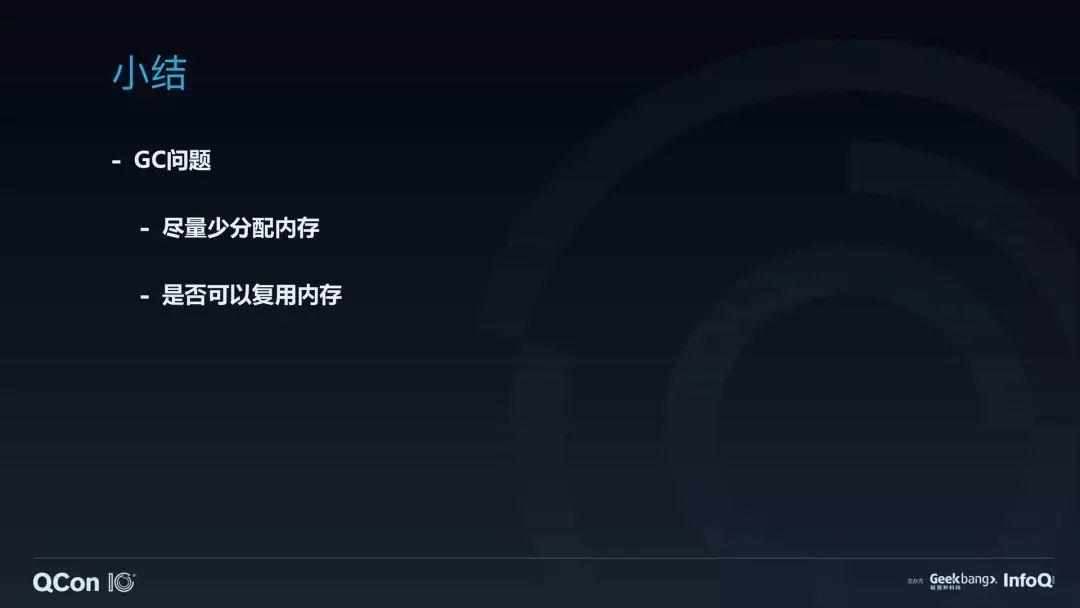 小结
- GC问题
- 尽量少分配内存
- 是否可以复用内存
QCon 10+
主办方 Geekbang>. InfoQ
极客邦科技